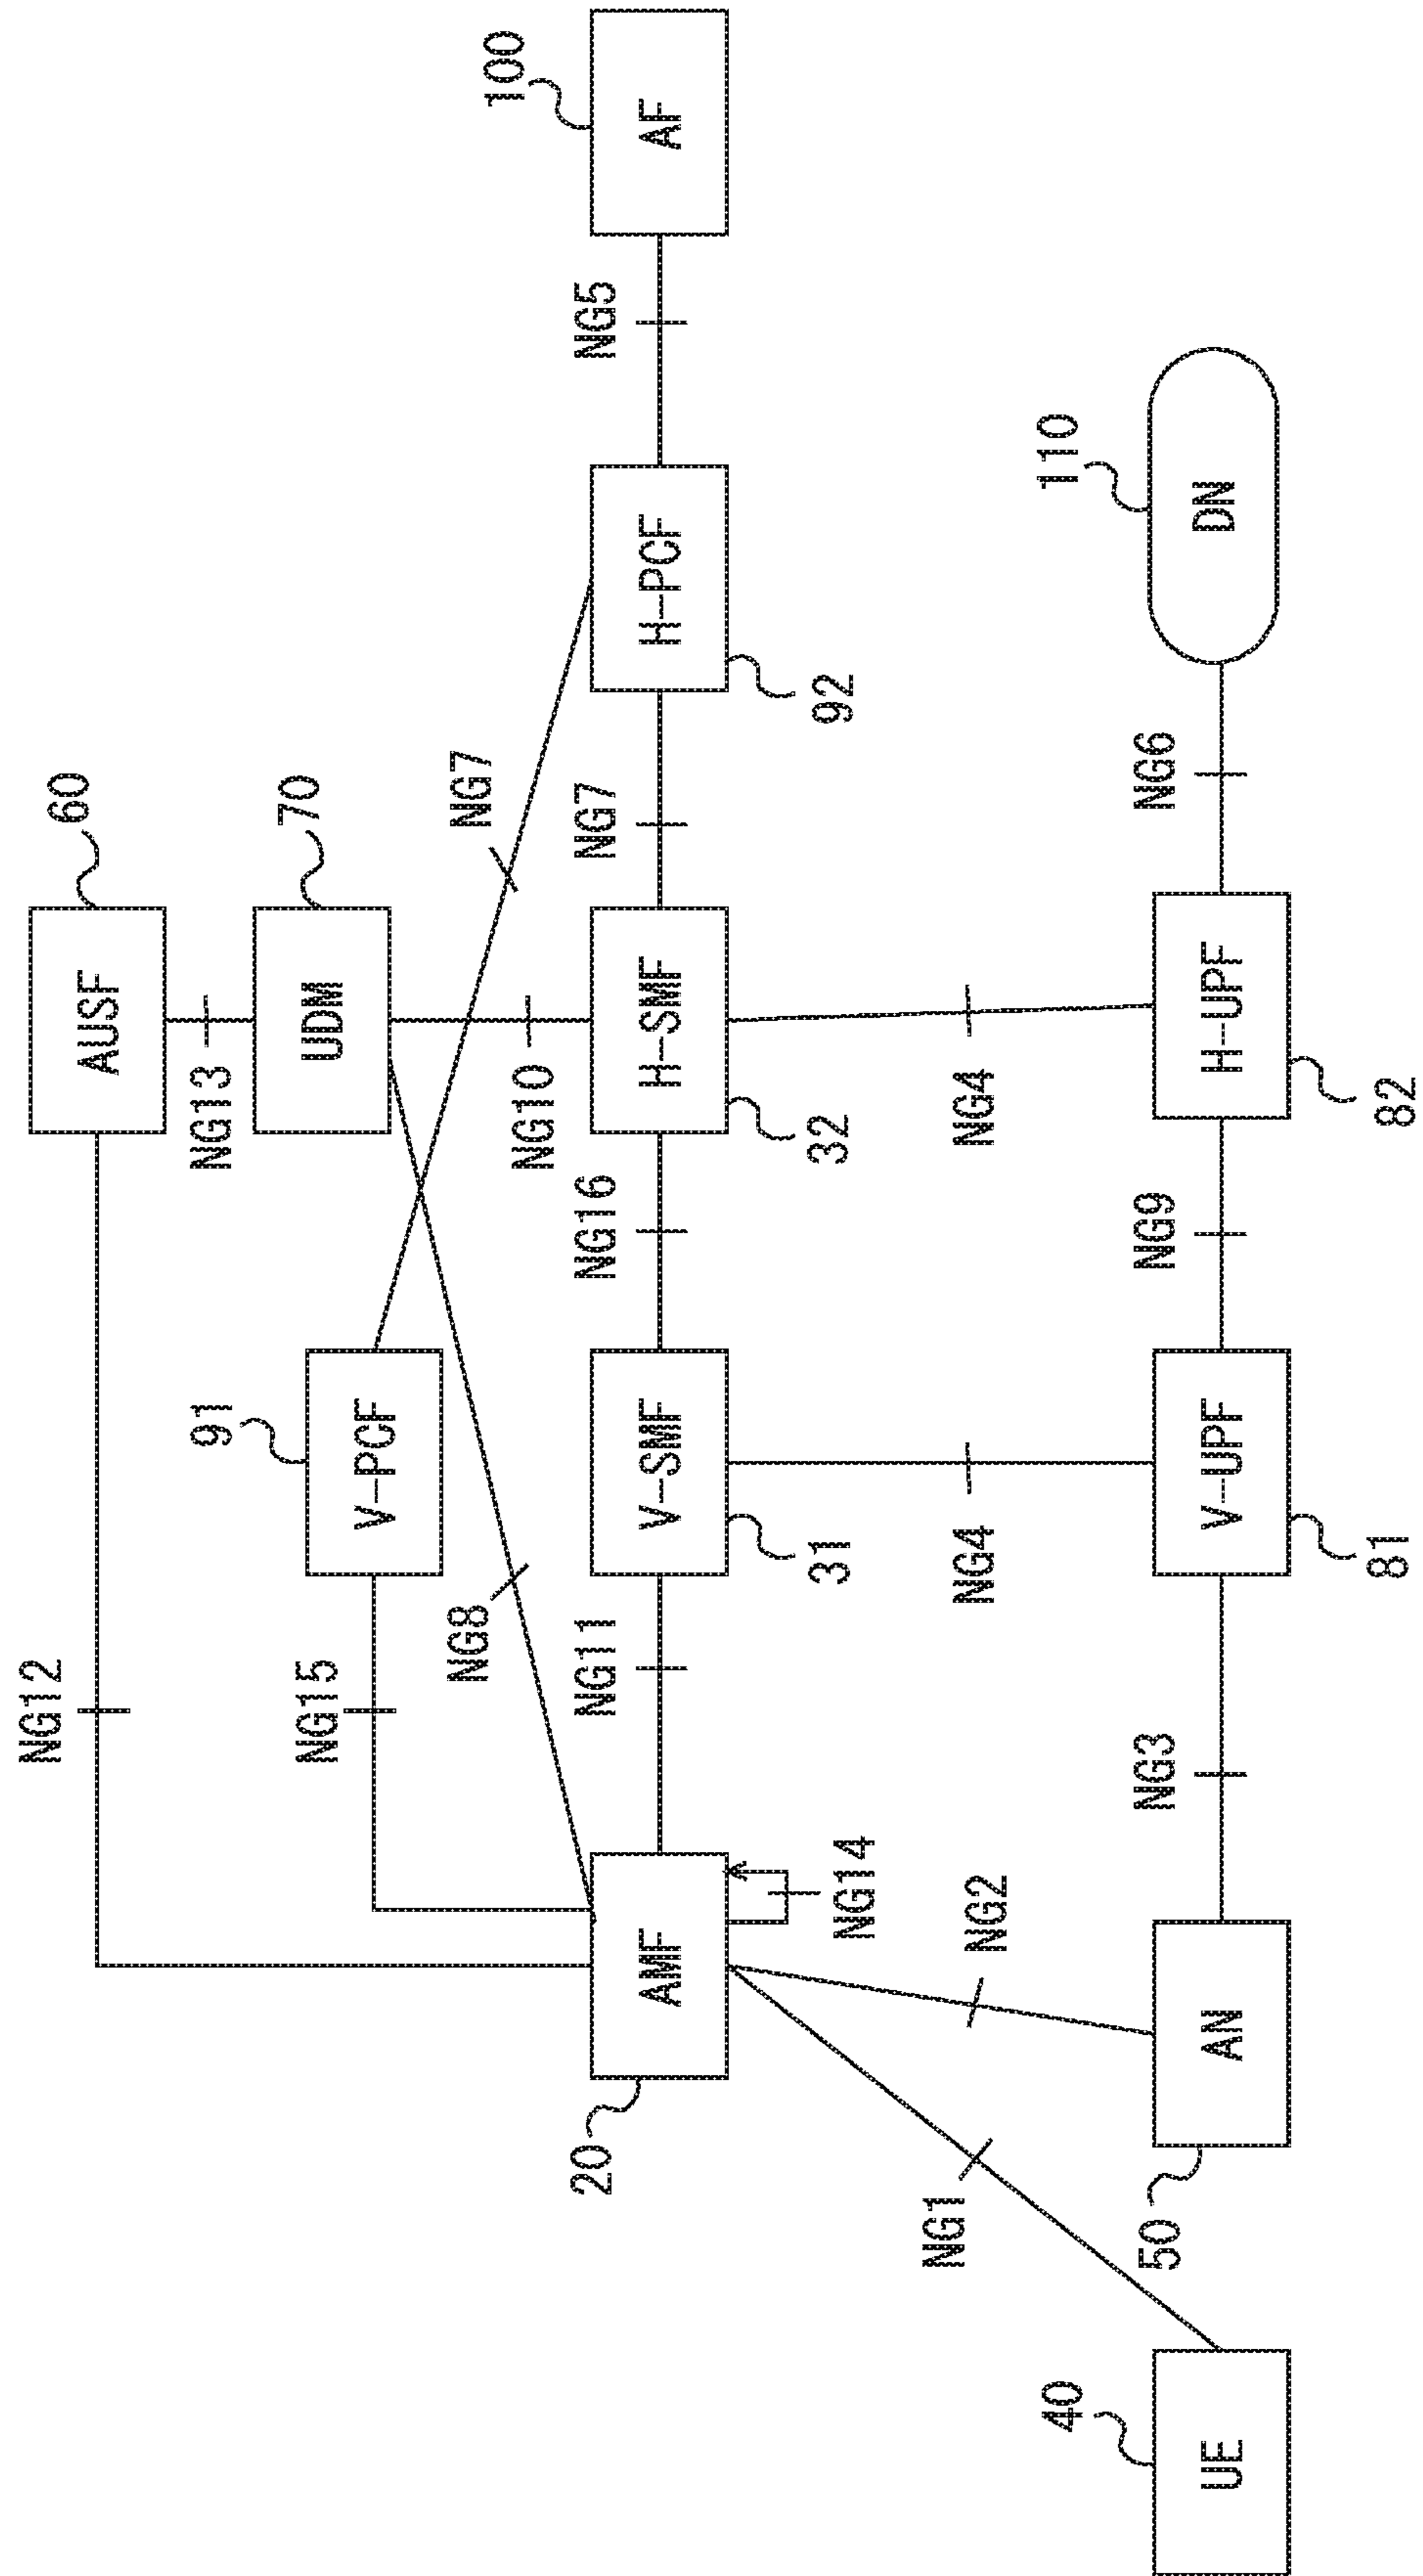 NG12
AUSF
60
NG13
UDM
70
91
V-PCF
NG15
NG8
NG7
NG10
20
AMF
NG14
NG11
V-SMF
31
NG16
H-SMF
32
NG7
H-PCF
92
NG5
AF
100
NG1
NG2
NG4
NG4
40
UE
50
AN
NG3
V-UPF
81
NG9
H-UPF
82
NG6
DN
110